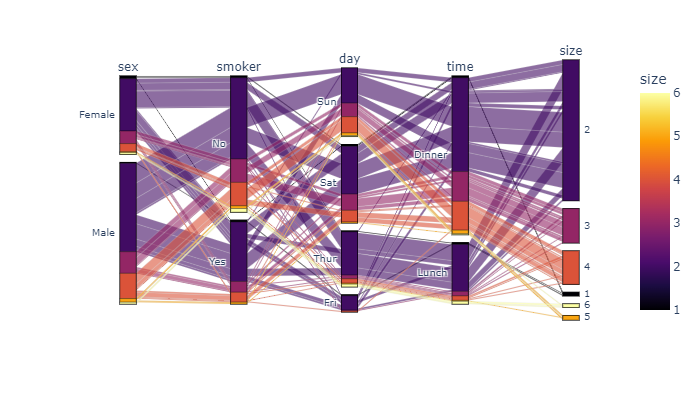 sex
smoker
day
time
size
Female
Male
No
Yes
Sun
Sat
Thur
Fri
Dinner
Lunch
2
3
4
1
6
5
size
6
5
4
3
2
1